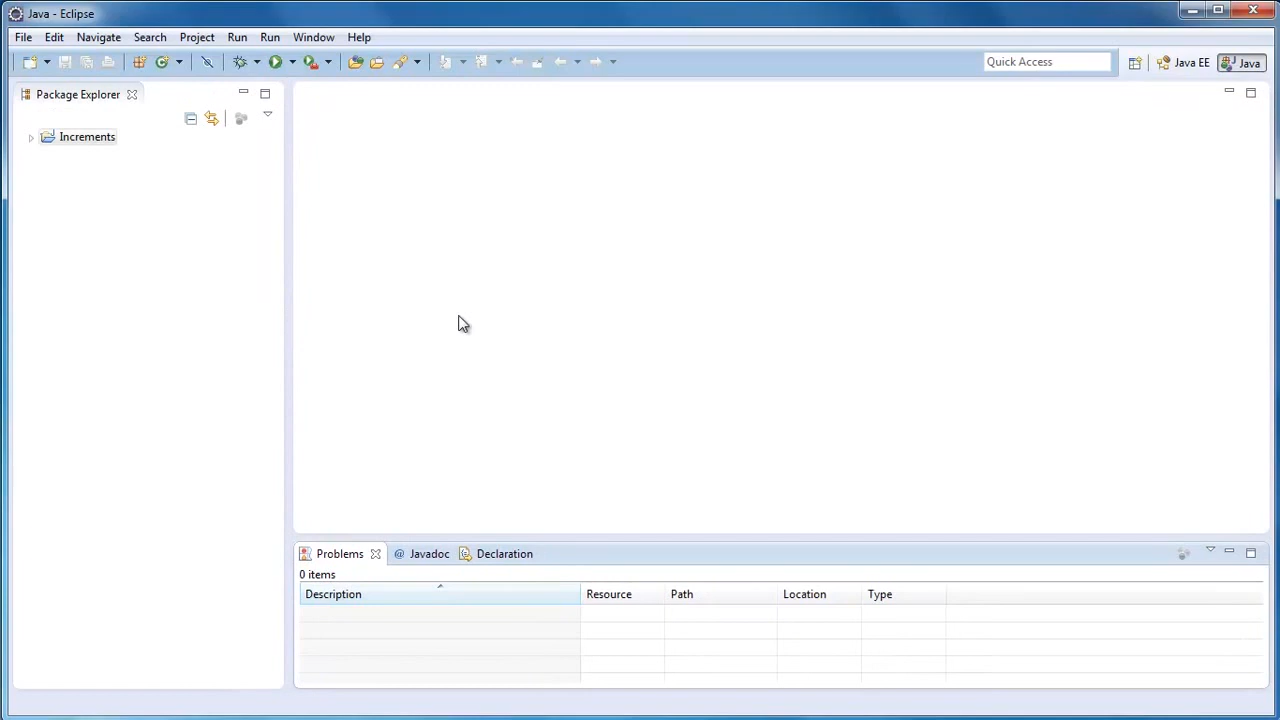 Java - Eclipse
File Edit Navigate Search Project Run Run Window Help
Quick Access Java EE Java
Package Explorer
Increments
Problems @ Javadoc Declaration
0 items
Description Resource Path Location Type